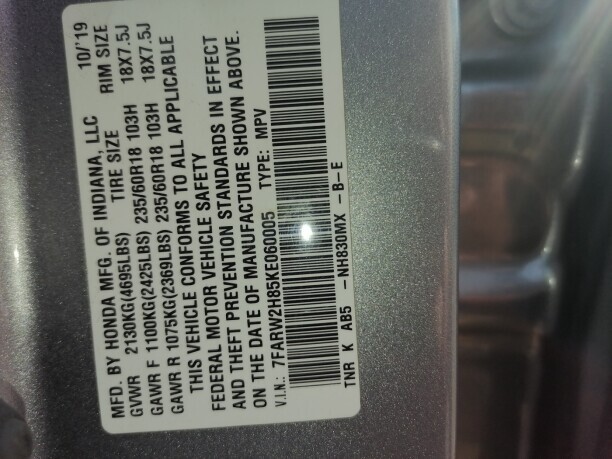 MFD. BY HONDA MFG. OF INDIANA, LLC 10/'19
GVWR 2130KG(4695LBS) TIRE SIZE RIM SIZE
GAWR F 1100KG(2425LBS) 235/60R18 103H 18X7.5J
GAWR R 1075KG(2369LBS) 235/60R18 103H 18X7.5J
THIS VEHICLE CONFORMS TO ALL APPLICABLE
FEDERAL MOTOR VEHICLE SAFETY
AND THEFT PREVENTION STANDARDS IN EFFECT
ON THE DATE OF MANUFACTURE SHOWN ABOVE.
V.I.N.: 7FARW2H85KE060005 TYPE: MPV
TNR K AB5 -NH830MX -B-E